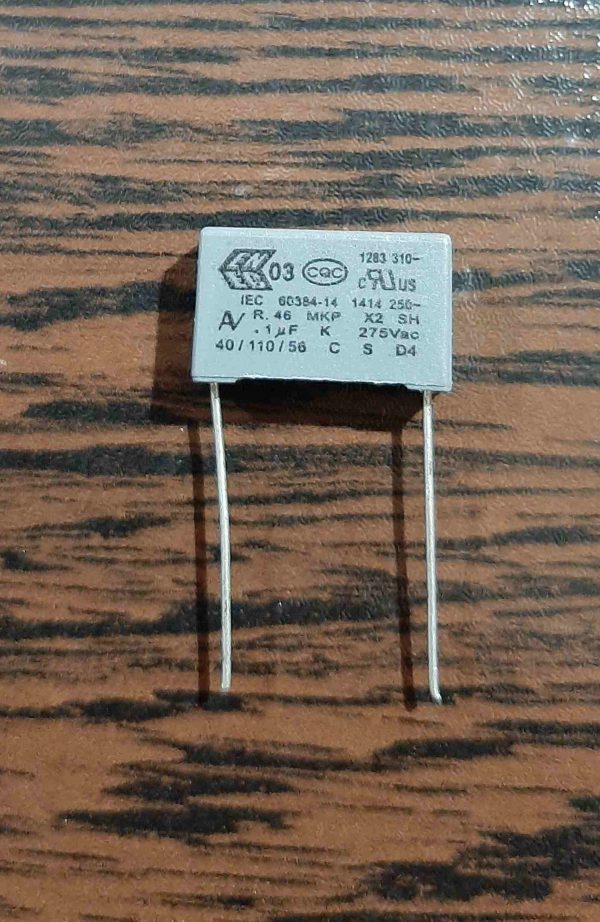 03 CQC 1283 310~
c RU US
IEC 60384-14 1414 250~
R.46 MKP X2 SH
.1µF K 275Vac
40/110/56 C S D4